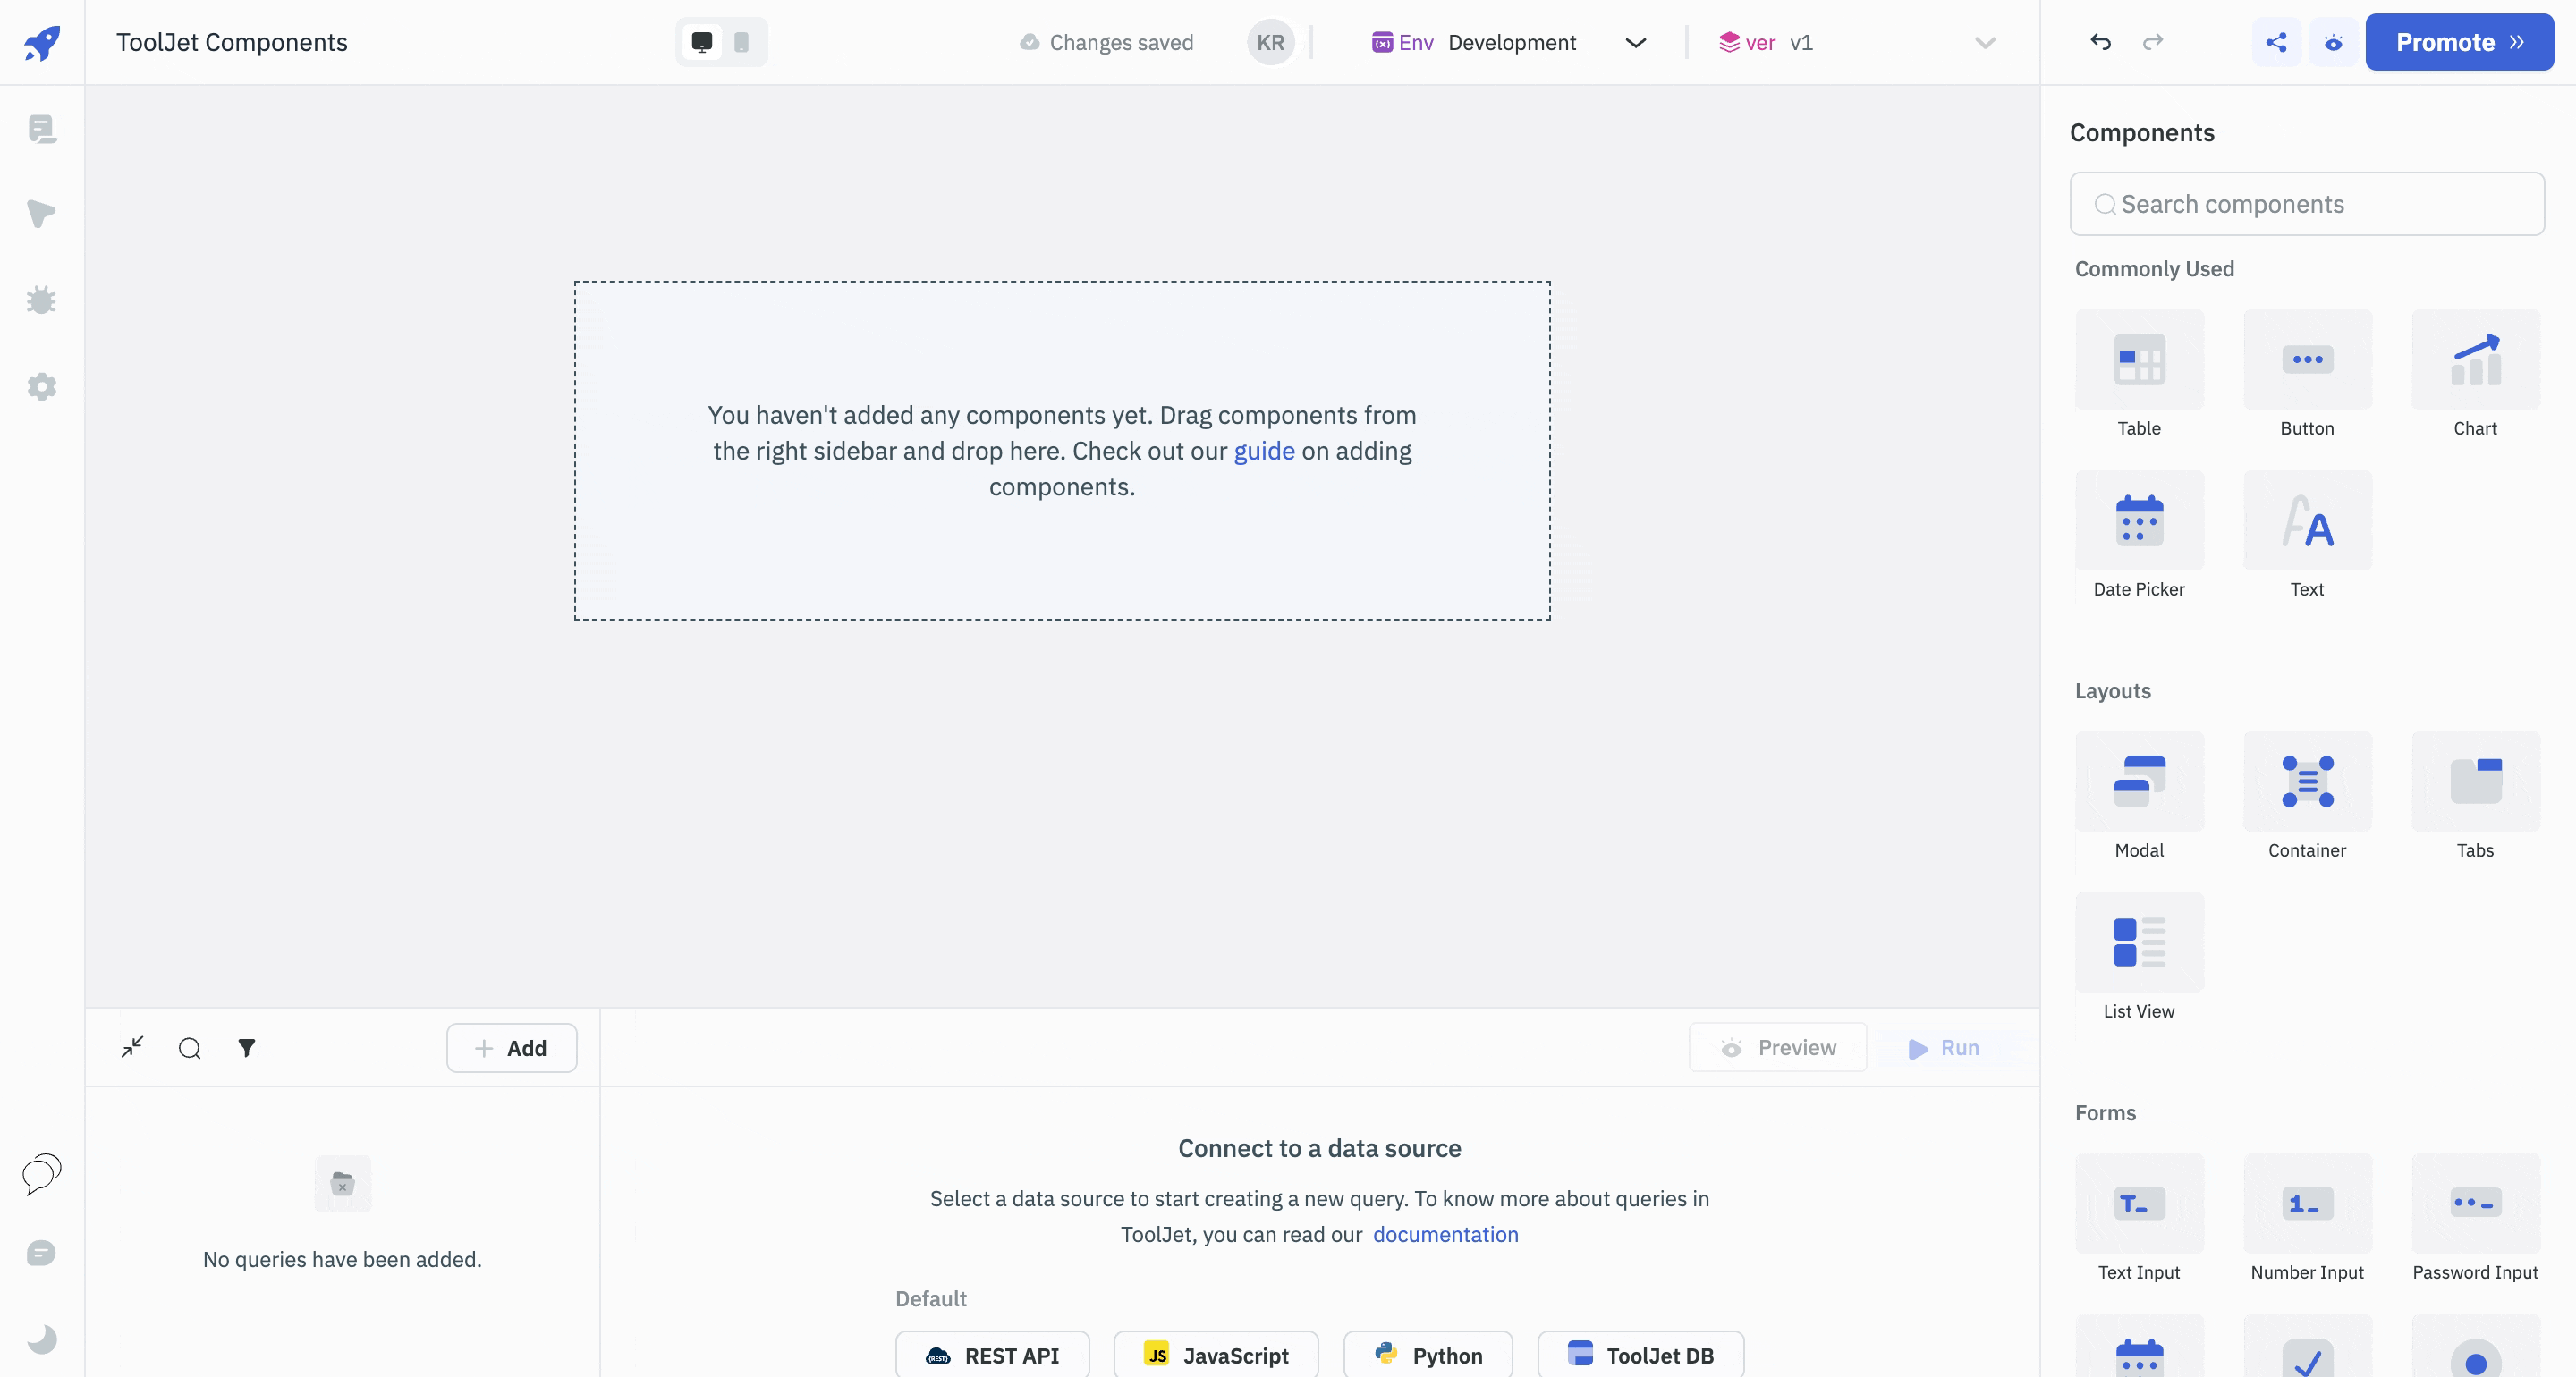 ToolJet Components
Changes saved
KR
Env Development
ver v1
Promote
Components
Search components
Commonly Used
Table
Button
Chart
Date Picker
Text
You haven't added any components yet. Drag components from
the right sidebar and drop here. Check out our guide on adding
components.
Layouts
Modal
Container
Tabs
List View
Add
Preview
Run
No queries have been added.
Connect to a data source
Select a data source to start creating a new query. To know more about queries in
ToolJet, you can read our documentation
Default
REST REST API
JS JavaScript
Python
ToolJet DB
Forms
Text Input
Number Input
Password Input